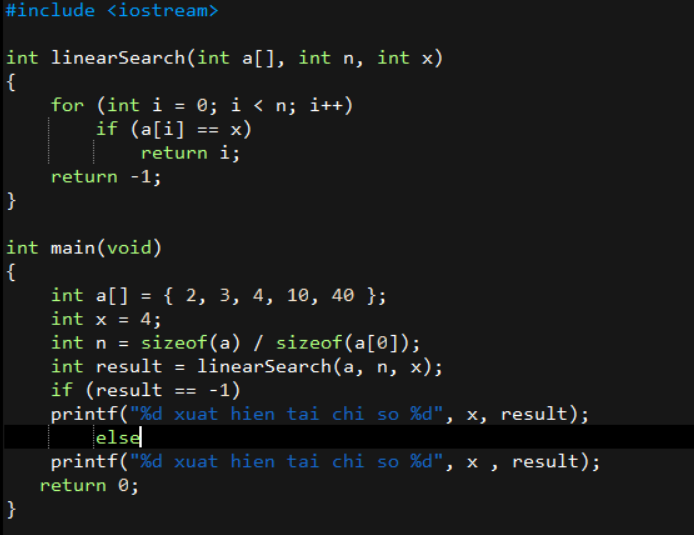 #include <iostream>
int linearSearch(int a[], int n, int x)
{
    for (int i = 0; i < n; i++)
        if (a[i] == x)
            return i;
    return -1;
}
int main(void)
{
    int a[] = { 2, 3, 4, 10, 40 };
    int x = 4;
    int n = sizeof(a) / sizeof(a[0]);
    int result = linearSearch(a, n, x);
    if (result == -1)
    printf("%d xuat hien tai chi so %d", x, result);
        else
    printf("%d xuat hien tai chi so %d", x , result);
   return 0;
}